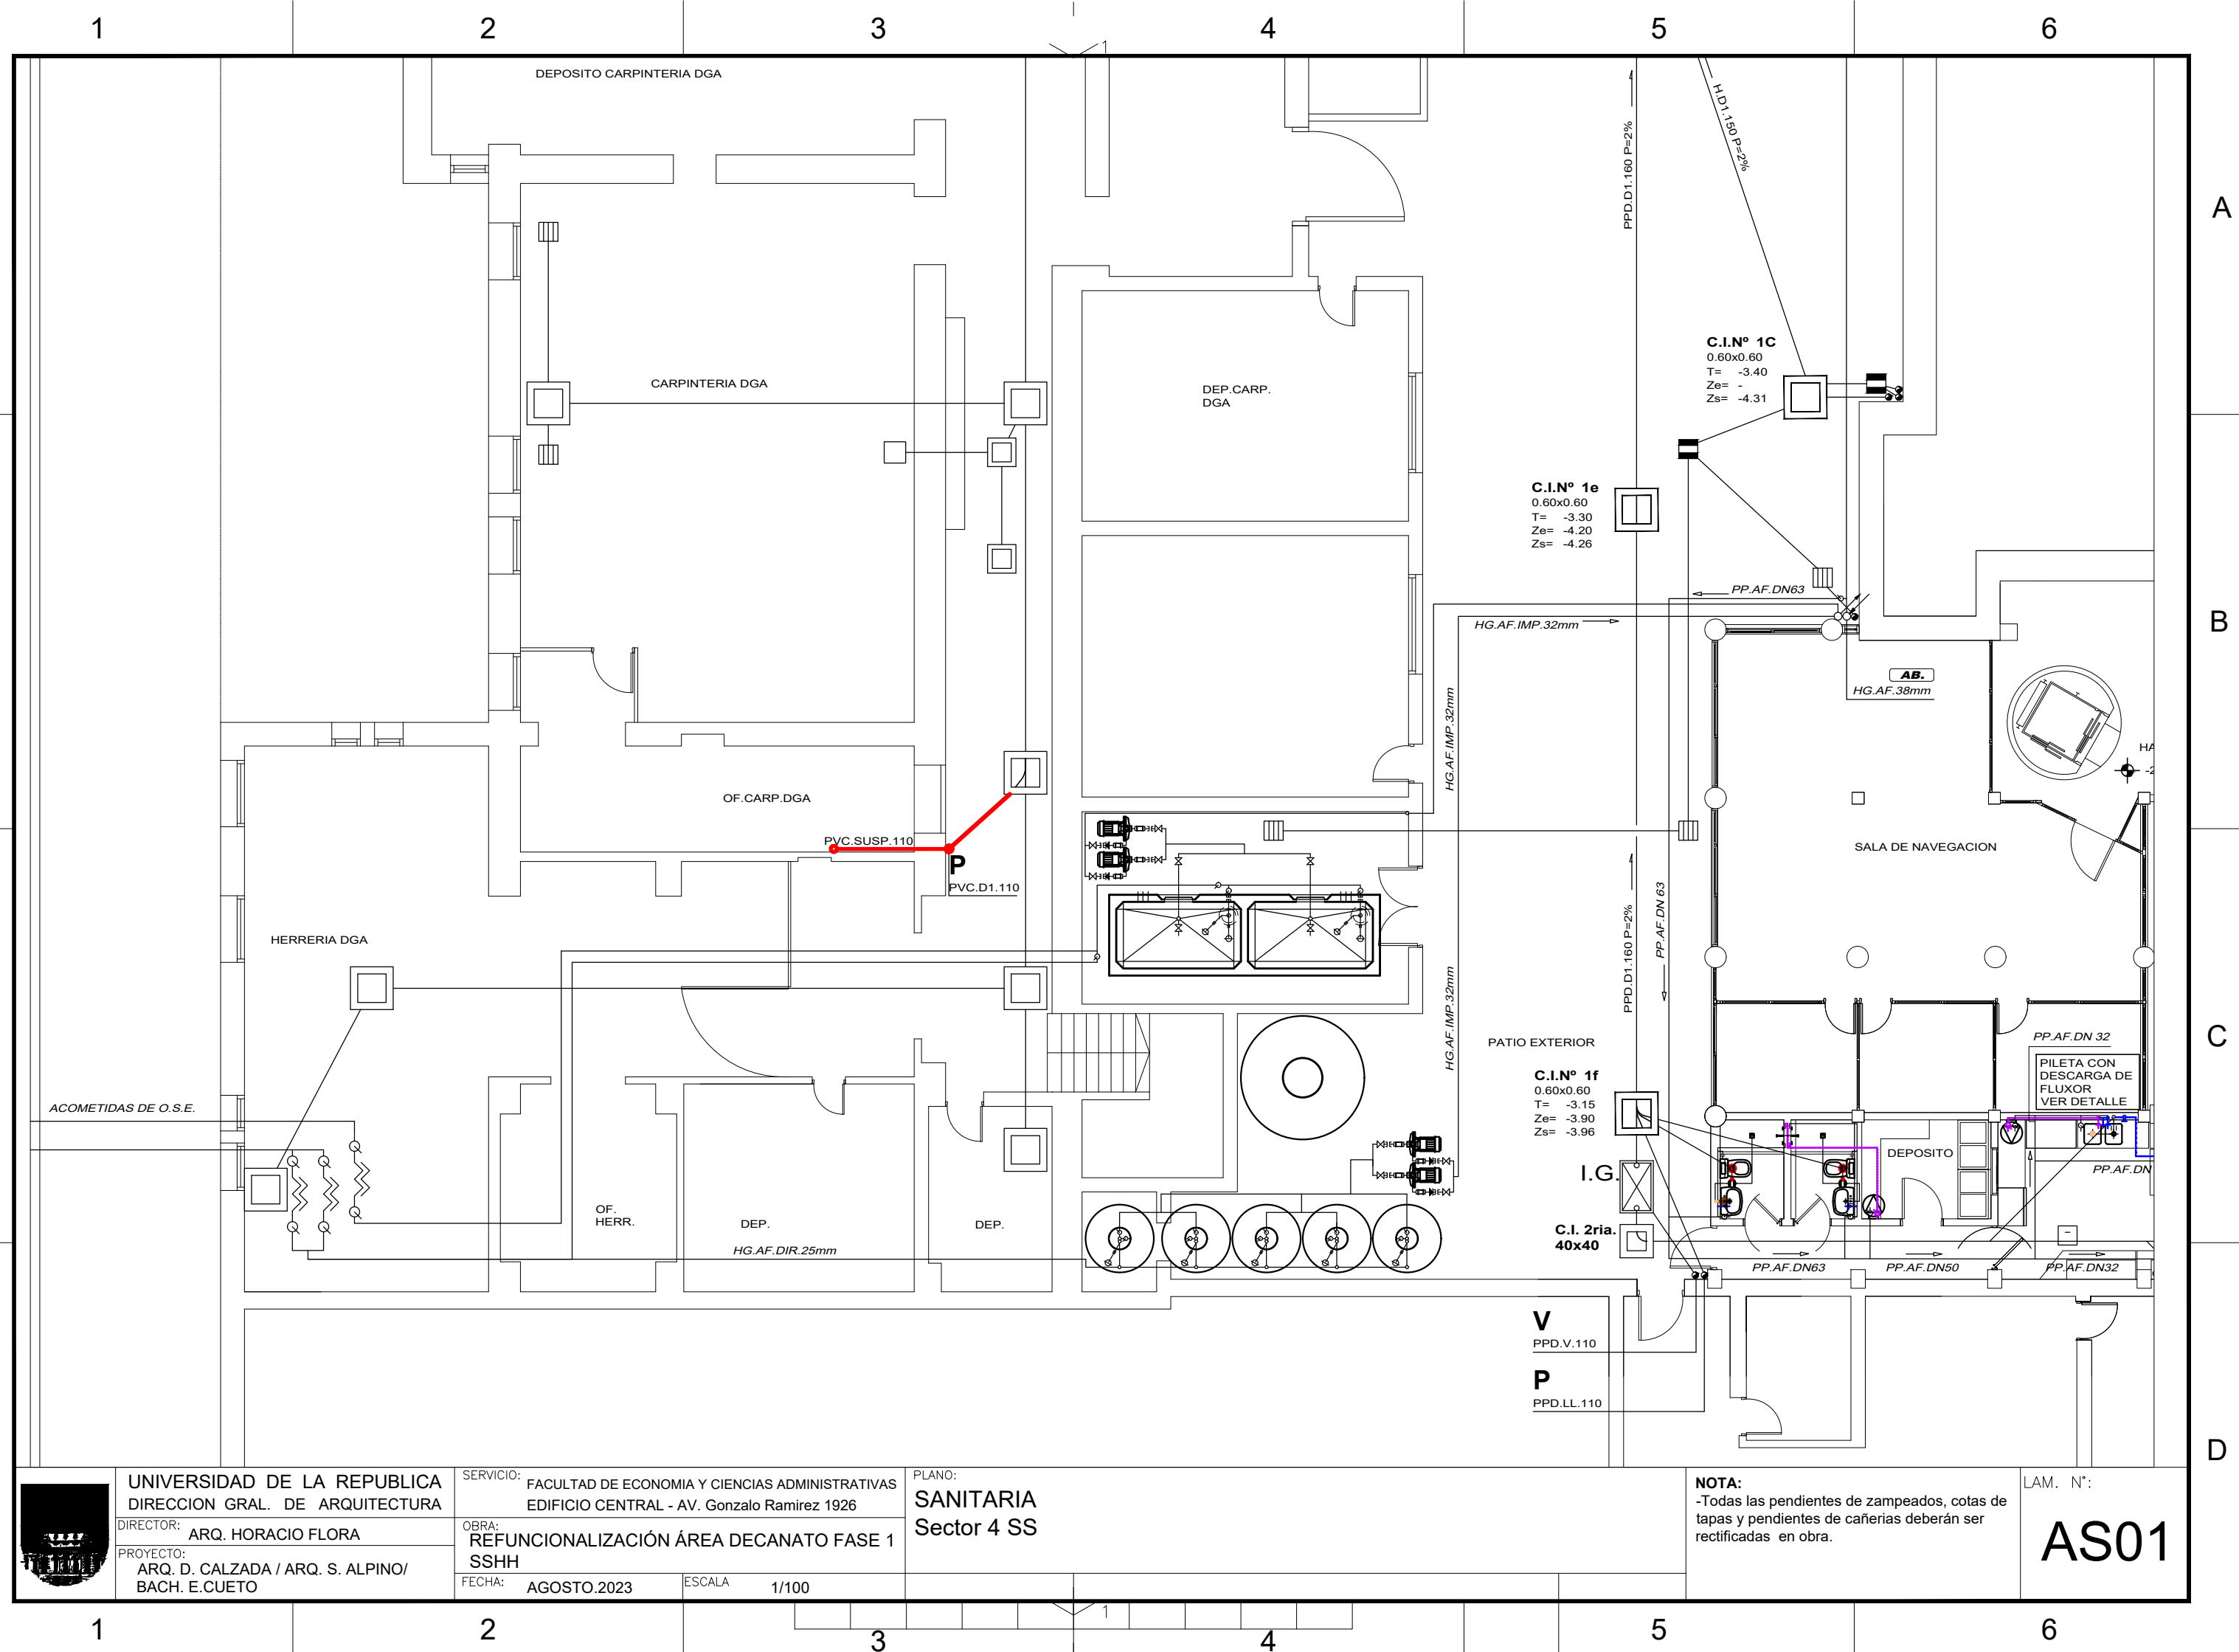 1 2 3 4 5 6
1
DEPOSITO CARPINTERIA DGA
PPD.D1.160 P=2%
H.D1.150 P=2%
A
C.I.Nº 1C
0.60x0.60
T= -3.40
Ze= -
Zs= -4.31
CARPINTERIA DGA
DEP.CARP.
DGA
C.I.Nº 1e
0.60x0.60
T= -3.30
Ze= -4.20
Zs= -4.26
PP.AF.DN63
HG.AF.IMP.32mm
B
AB.
HG.AF.38mm
HG.AF.IMP.32mm
HA
-2
OF.CARP.DGA
PVC.SUSP.110
P
PVC.D1.110
SALA DE NAVEGACION
PP.AF.DN 63
PPD.D1.160 P=2%
HERRERIA DGA
HG.AF.IMP.32mm
PATIO EXTERIOR
PP.AF.DN 32
C
PILETA CON
DESCARGA DE
FLUXOR
VER DETALLE
C.I.Nº 1f
0.60x0.60
T= -3.15
Ze= -3.90
Zs= -3.96
ACOMETIDAS DE O.S.E.
DEPOSITO
PP.AF.DN
I.G.
OF.
HERR.
DEP.
DEP.
C.I. 2ria.
40x40
HG.AF.DIR.25mm
PP.AF.DN63
PP.AF.DN50
PP.AF.DN32
V
PPD.V.110
P
PPD.LL.110
D
UNIVERSIDAD DE LA REPUBLICA
DIRECCION GRAL. DE ARQUITECTURA
DIRECTOR: ARQ. HORACIO FLORA
PROYECTO:
ARQ. D. CALZADA / ARQ. S. ALPINO/
BACH. E.CUETO
SERVICIO: FACULTAD DE ECONOMIA Y CIENCIAS ADMINISTRATIVAS
EDIFICIO CENTRAL - AV. Gonzalo Ramirez 1926
OBRA:
REFUNCIONALIZACIÓN ÁREA DECANATO FASE 1
SSHH
FECHA: AGOSTO.2023
ESCALA 1/100
PLANO:
SANITARIA
Sector 4 SS
NOTA:
-Todas las pendientes de zampeados, cotas de
tapas y pendientes de cañerias deberán ser
rectificadas en obra.
LAM. N°:
AS01
1
1 2 3 4 5 6